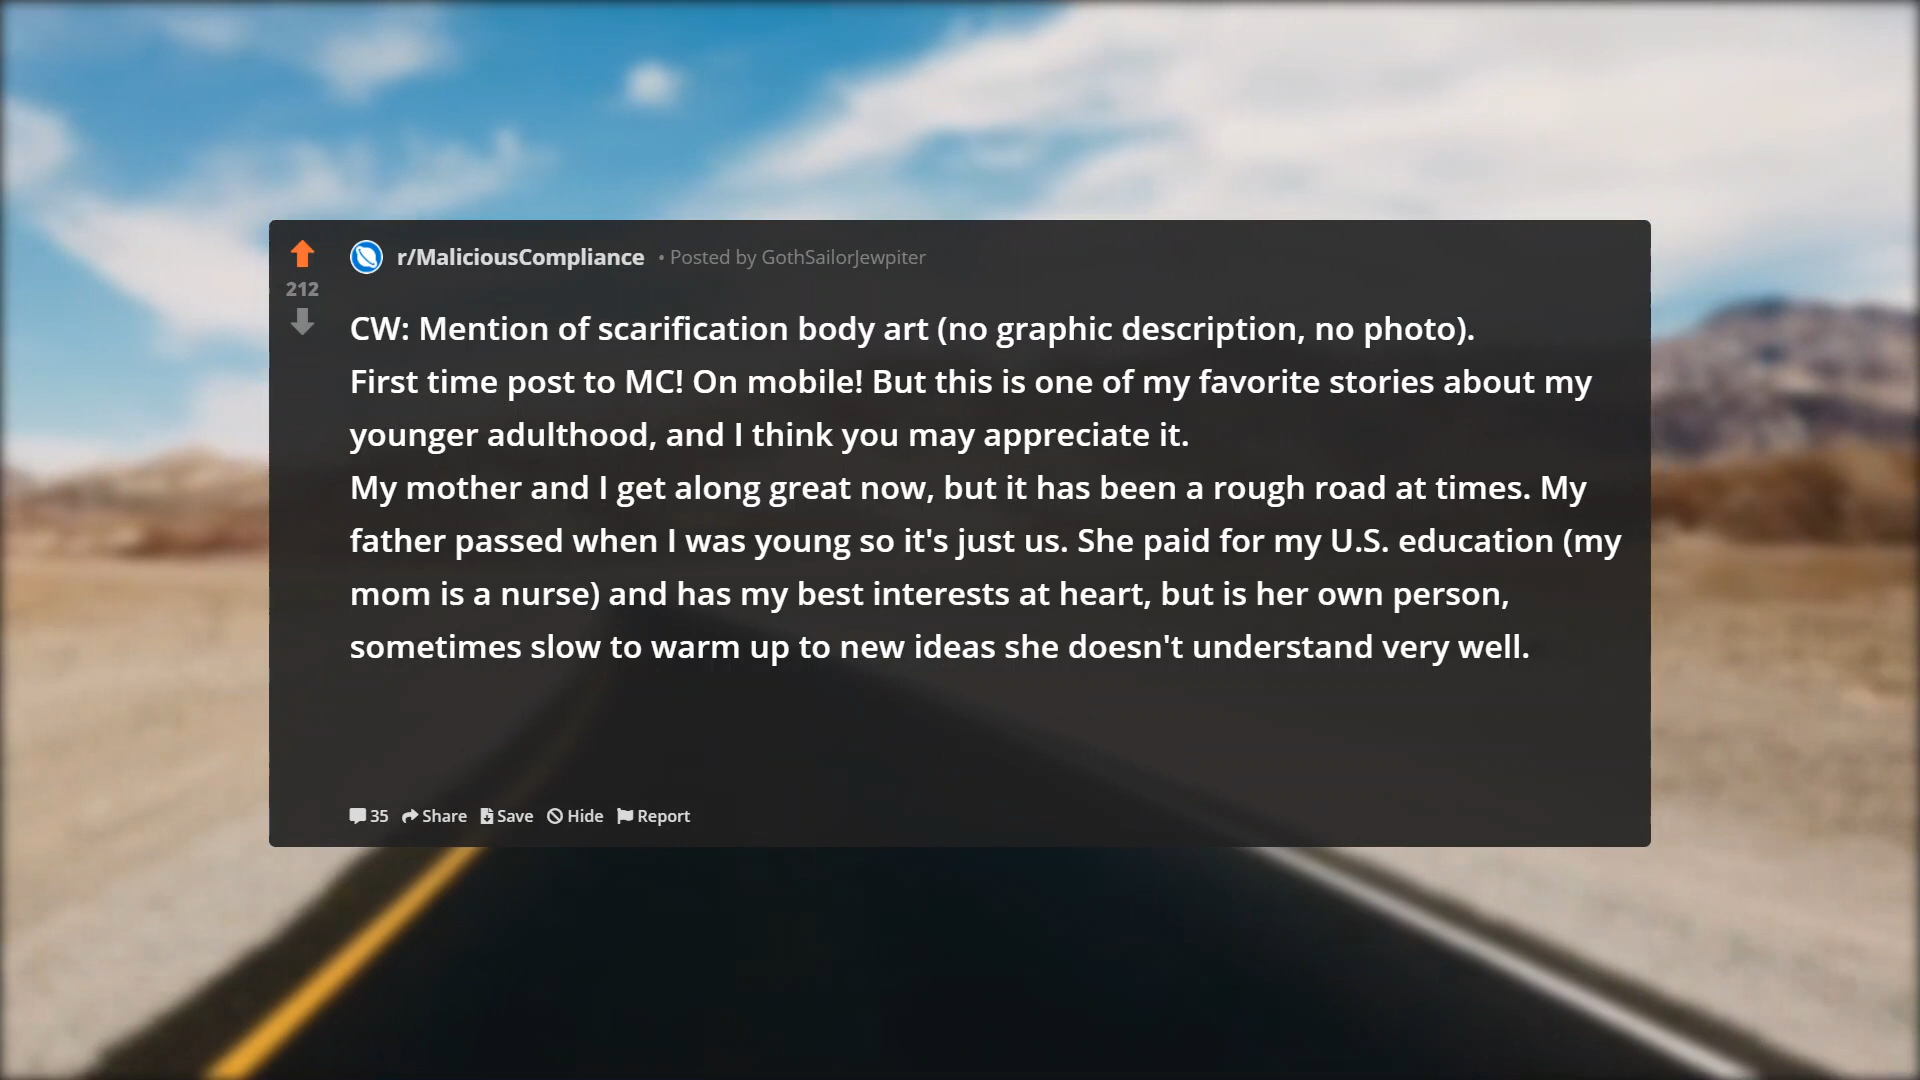 r/MaliciousCompliance • Posted by GothSailorJewpiter
212
CW: Mention of scarification body art (no graphic description, no photo).
First time post to MC! On mobile! But this is one of my favorite stories about my
younger adulthood, and I think you may appreciate it.
My mother and I get along great now, but it has been a rough road at times. My
father passed when I was young so it's just us. She paid for my U.S. education (my
mom is a nurse) and has my best interests at heart, but is her own person,
sometimes slow to warm up to new ideas she doesn't understand very well.
35 Share Save Hide Report